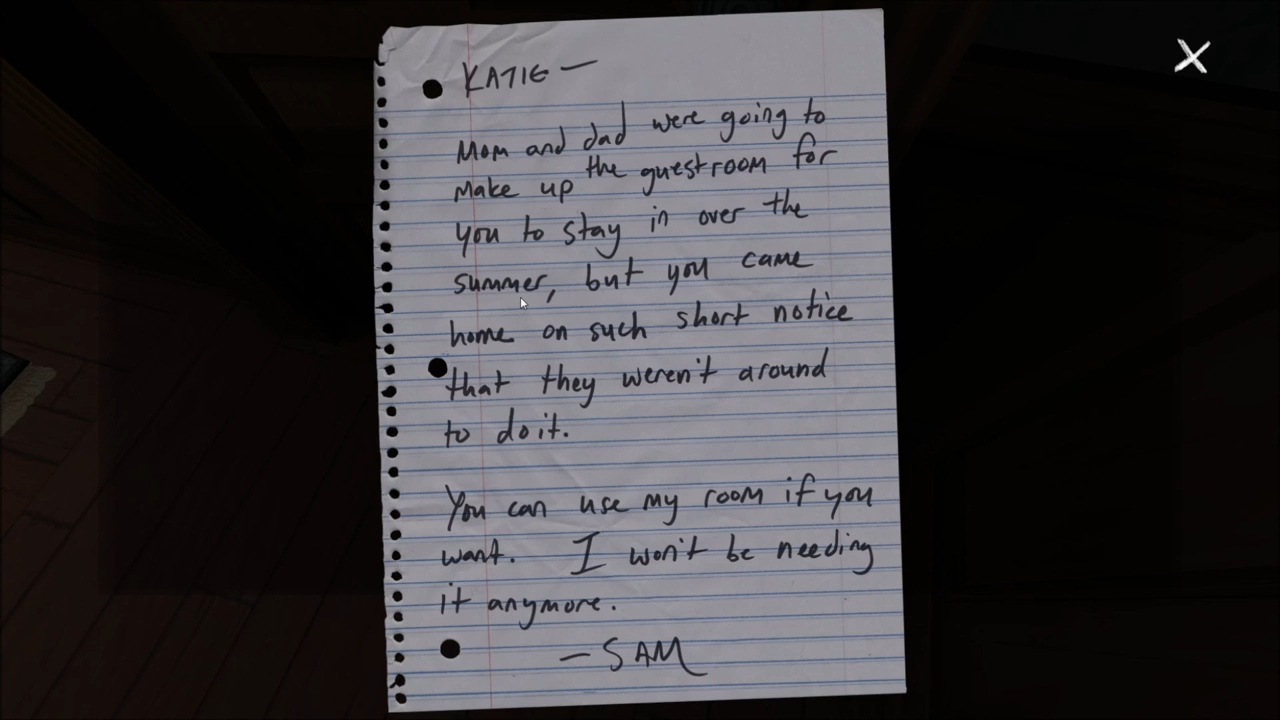 KATIE —
Mom and dad were going to
make up the guestroom for
you to stay in over the
summer, but you came
home on such short notice
that they weren't around
to do it.
You can use my room if you
want. I won't be needing
it anymore.
— SAM